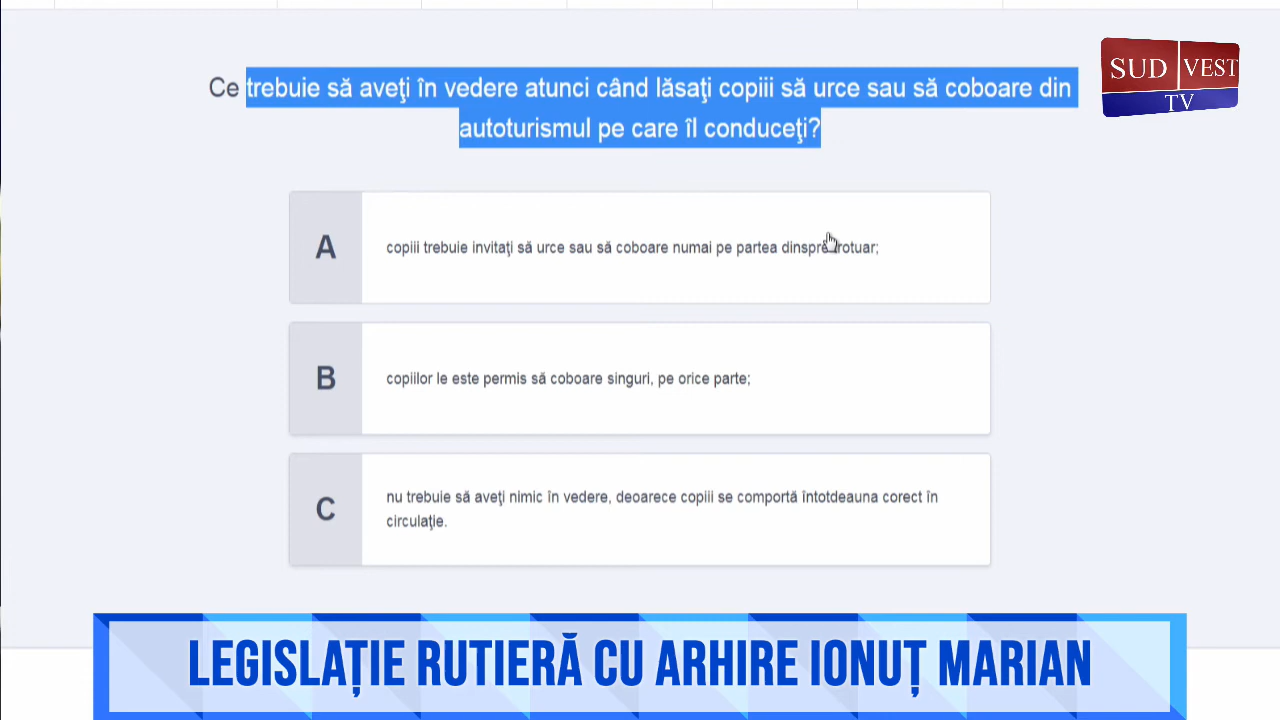 SUD VEST
TV
Ce trebuie să aveţi în vedere atunci când lăsaţi copiii să urce sau să coboare din
autoturismul pe care îl conduceţi?
A
copiii trebuie invitaţi să urce sau să coboare numai pe partea dinspre trotuar;
B
copiilor le este permis să coboare singuri, pe orice parte;
C
nu trebuie să aveţi nimic în vedere, deoarece copiii se comportă întotdeauna corect în
circulaţie.
LEGISLAȚIE RUTIERĂ CU ARHIRE IONUȚ MARIAN